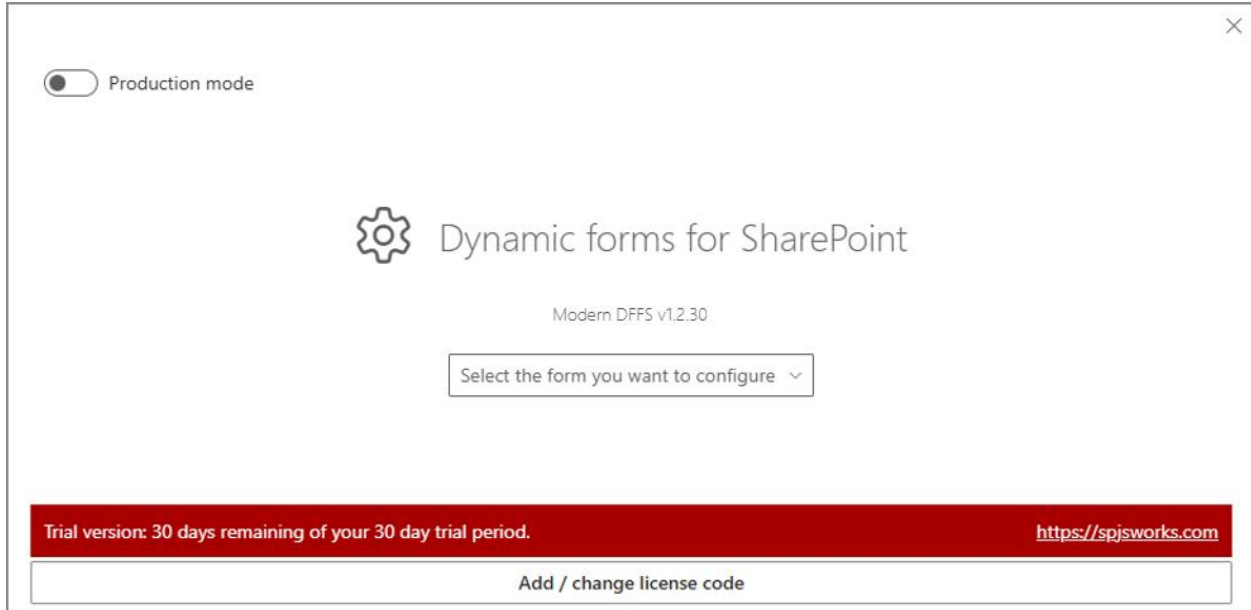 Production mode
Dynamic forms for SharePoint
Modern DFFS v1.2.30
Select the form you want to configure
Trial version: 30 days remaining of your 30 day trial period. https://spjsworks.com
Add / change license code